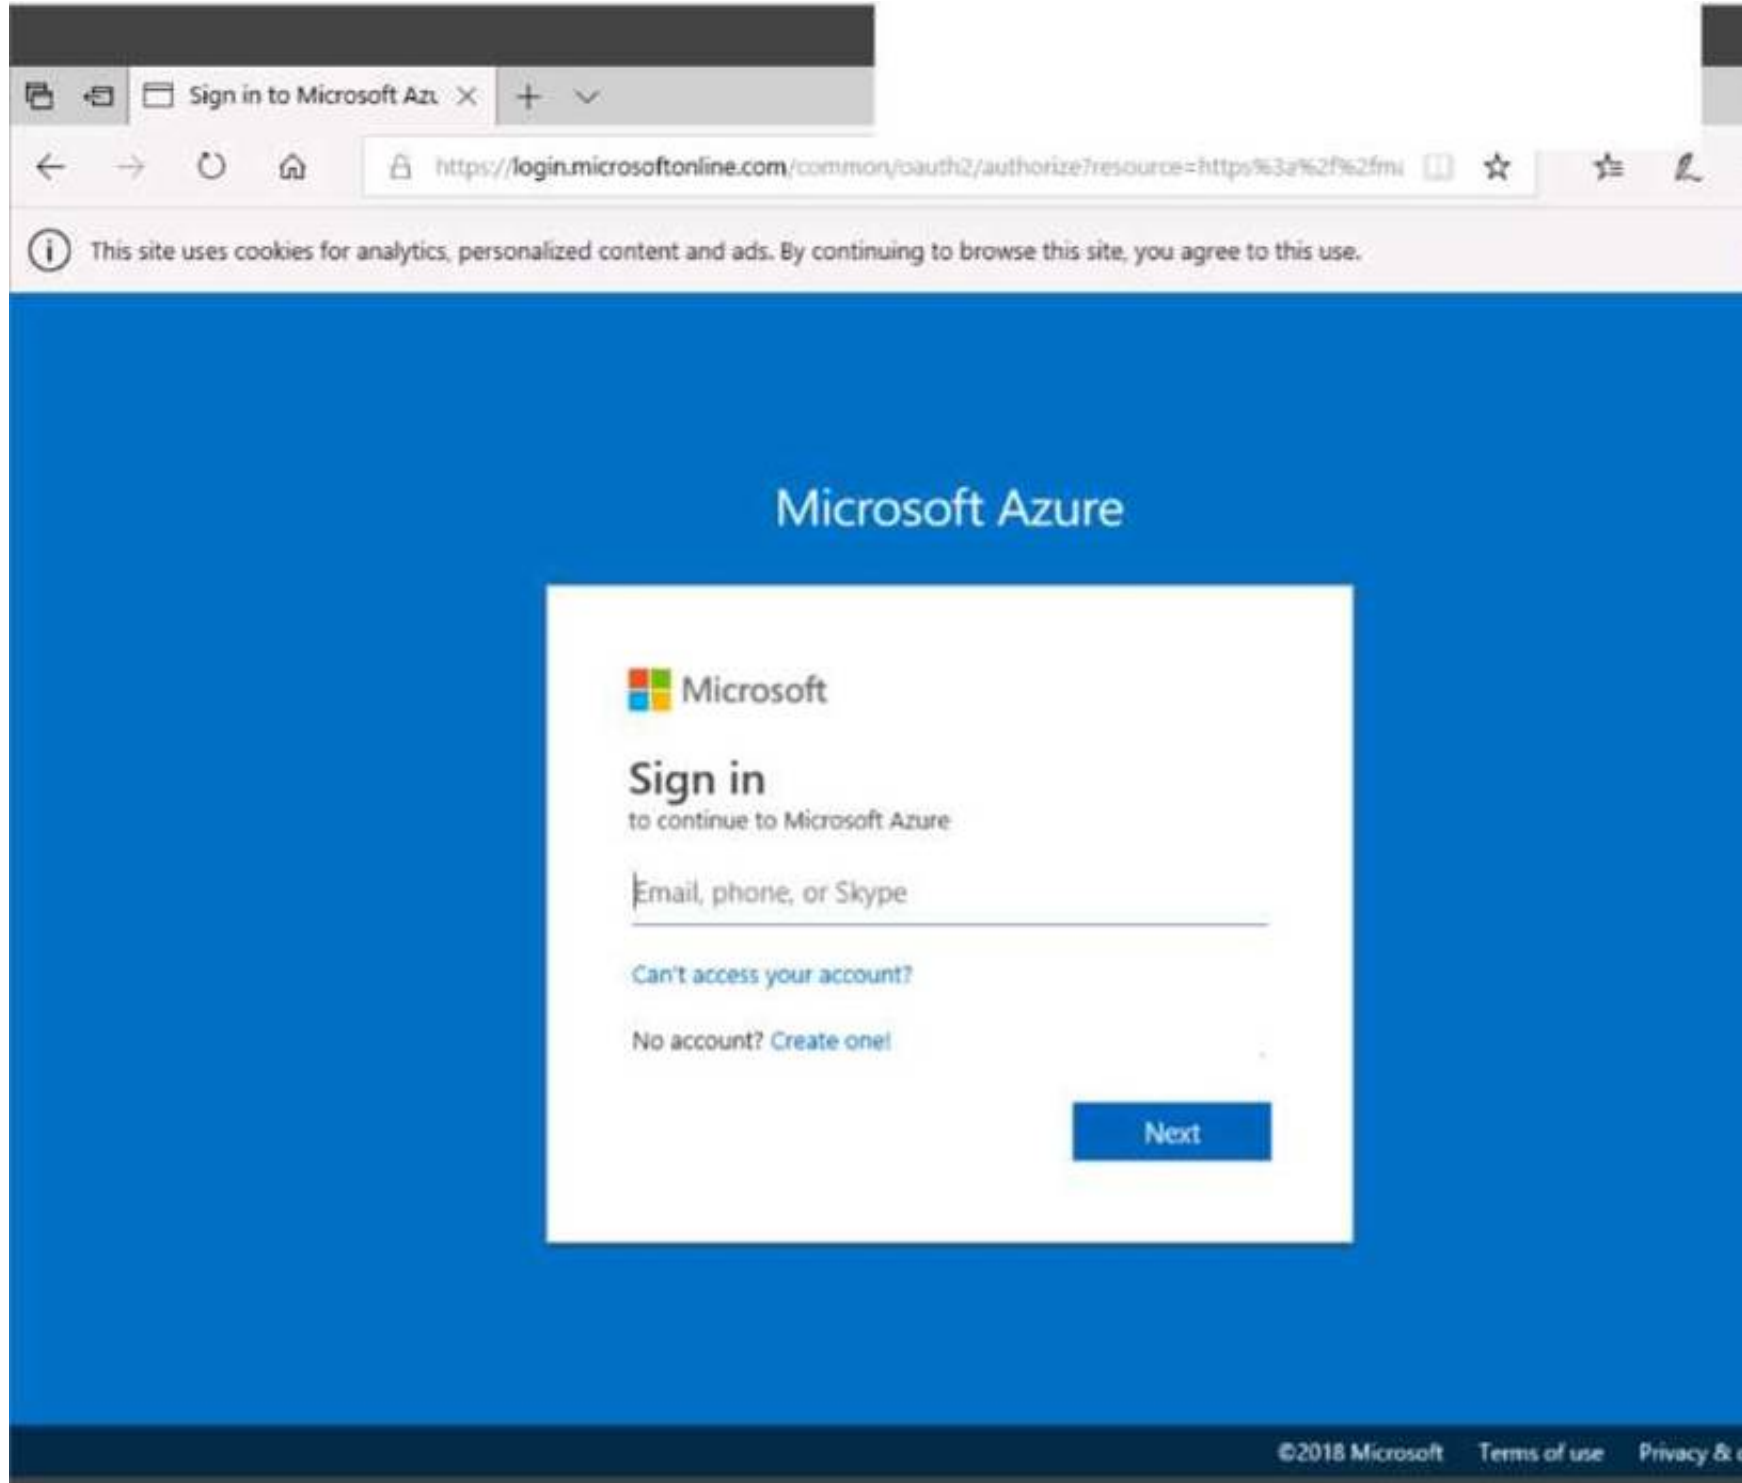 Sign in to Microsoft Azu
https://login.microsoftonline.com/common/oauth2/authorize?resource=https%3a%2f%2fma
This site uses cookies for analytics, personalized content and ads. By continuing to browse this site, you agree to this use.
Microsoft Azure
Microsoft
Sign in
to continue to Microsoft Azure
Email, phone, or Skype
Can't access your account?
No account? Create one!
Next
©2018 Microsoft Terms of use Privacy &